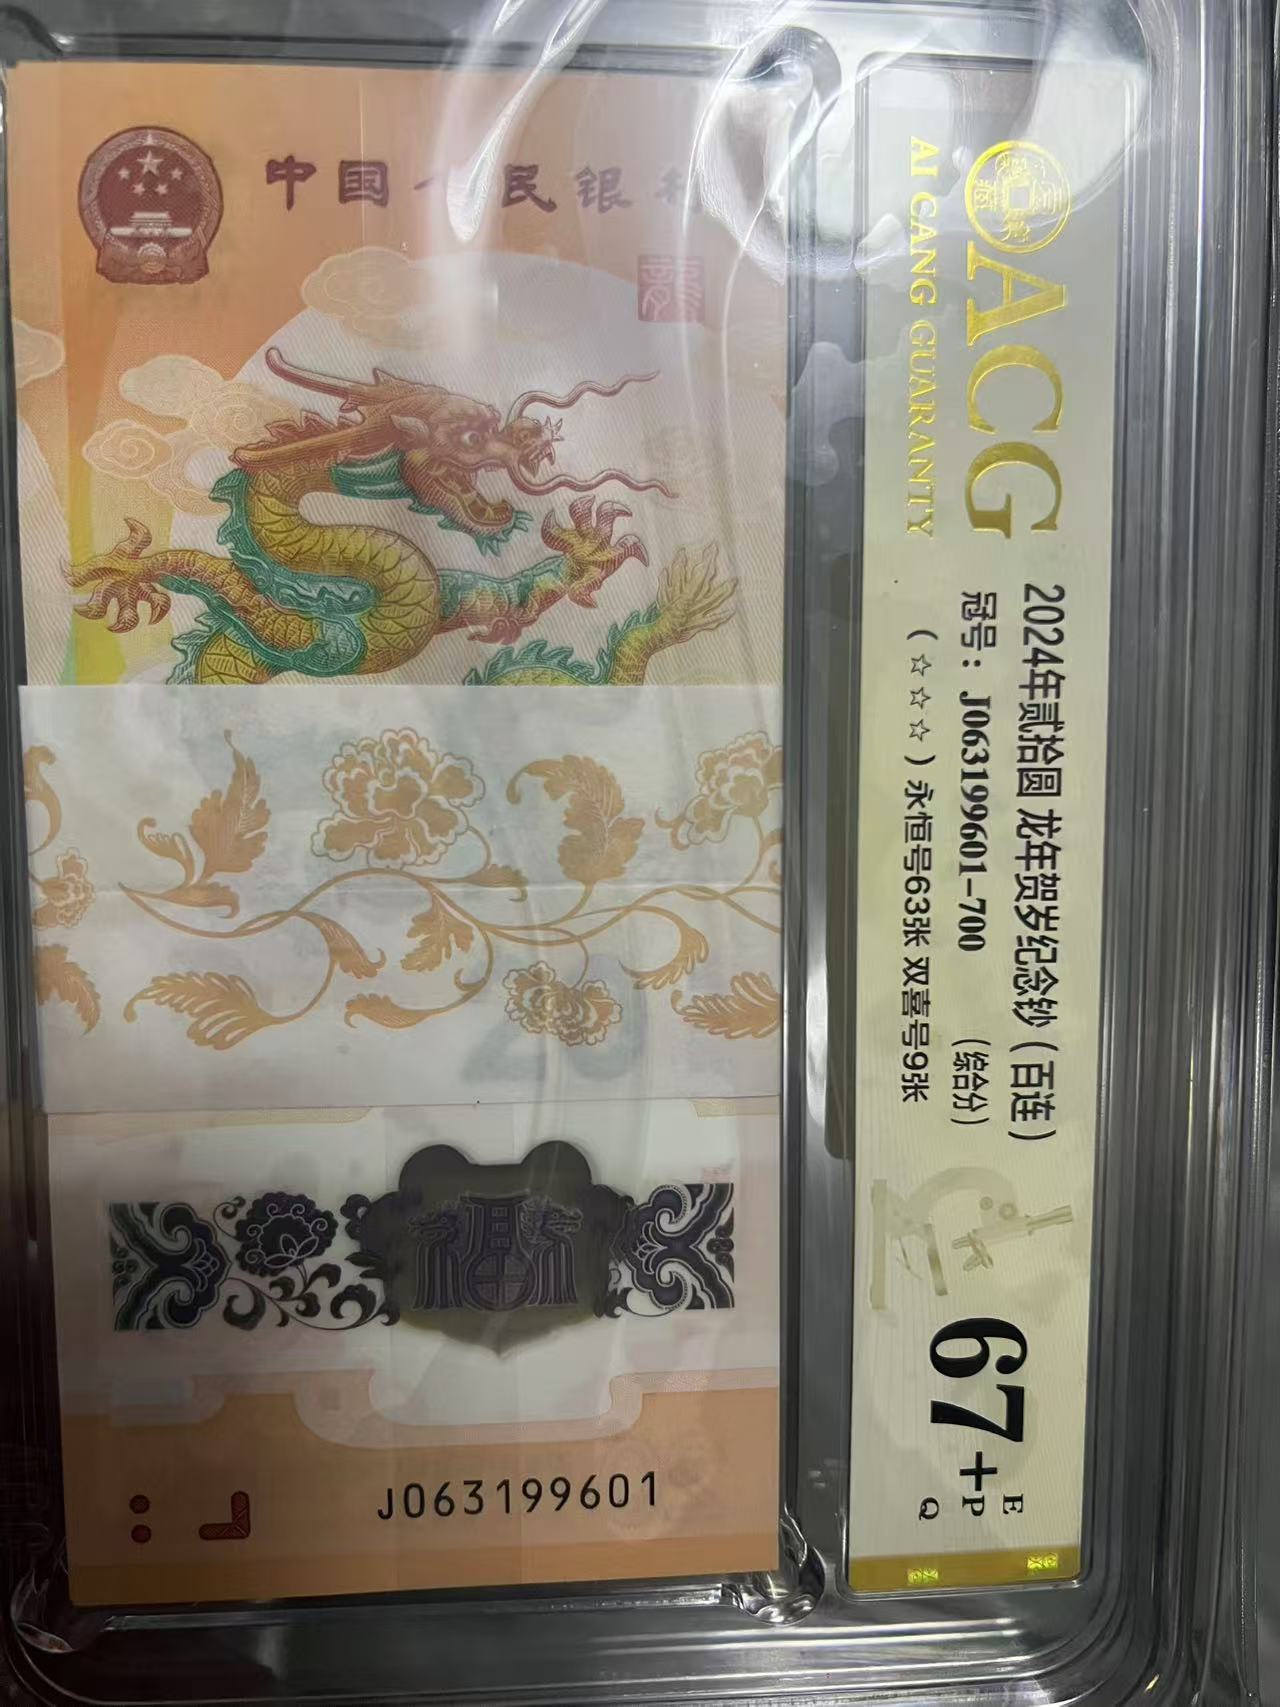 中国人民银行
龍
福
J063199601
ACG
AI CANG GUARANTY
2024年贰拾圆 龙年贺岁纪念钞（百连）
冠号：J063199601-700 （综合分）
（☆☆☆）永恒号63张 双喜号9张
67+
E
P
Q